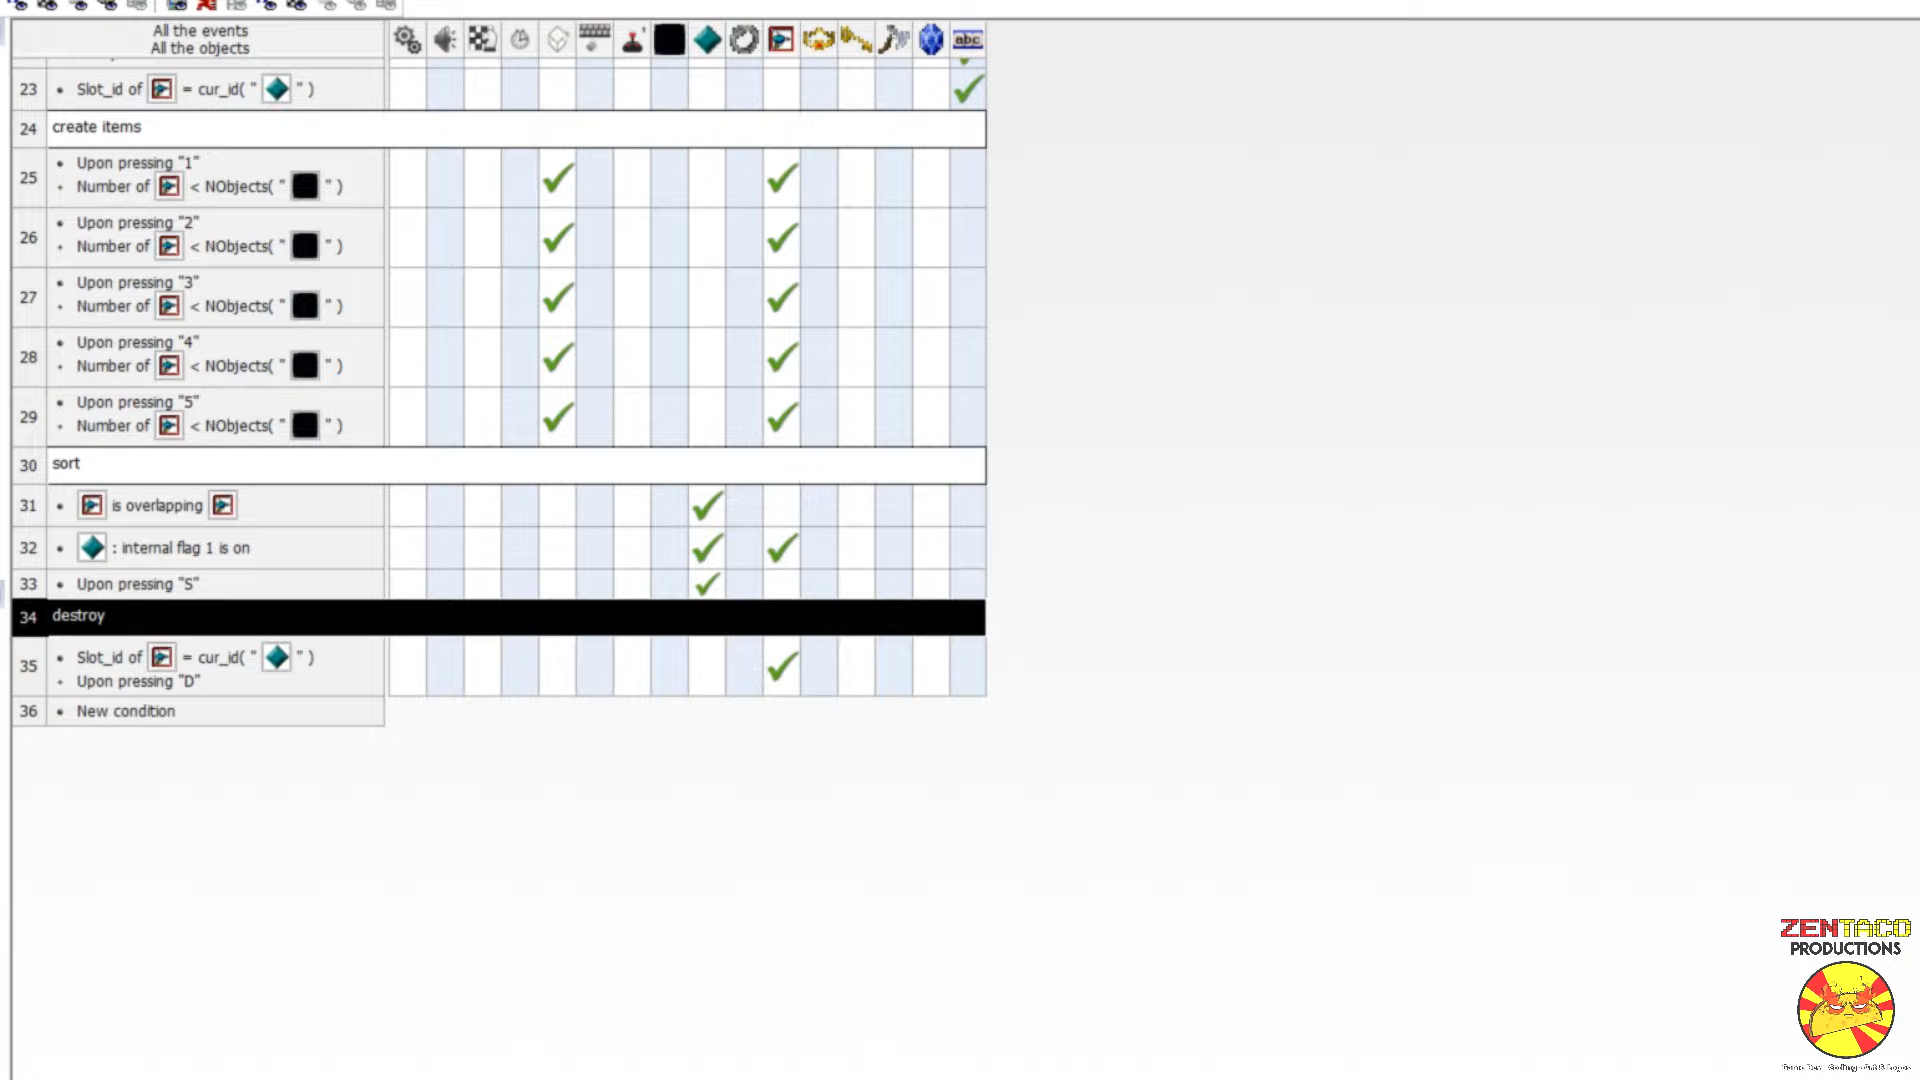 All the events
All the objects
abc
23 • Slot_id of = cur_id( " " )
24 create items
25 • Upon pressing "1"
• Number of < NObjects( " " )
26 • Upon pressing "2"
• Number of < NObjects( " " )
27 • Upon pressing "3"
• Number of < NObjects( " " )
28 • Upon pressing "4"
• Number of < NObjects( " " )
29 • Upon pressing "5"
• Number of < NObjects( " " )
30 sort
31 • is overlapping
32 • : internal flag 1 is on
33 • Upon pressing "S"
34 destroy
35 • Slot_id of = cur_id( " " )
• Upon pressing "D"
36 • New condition
ZENTACO
PRODUCTIONS